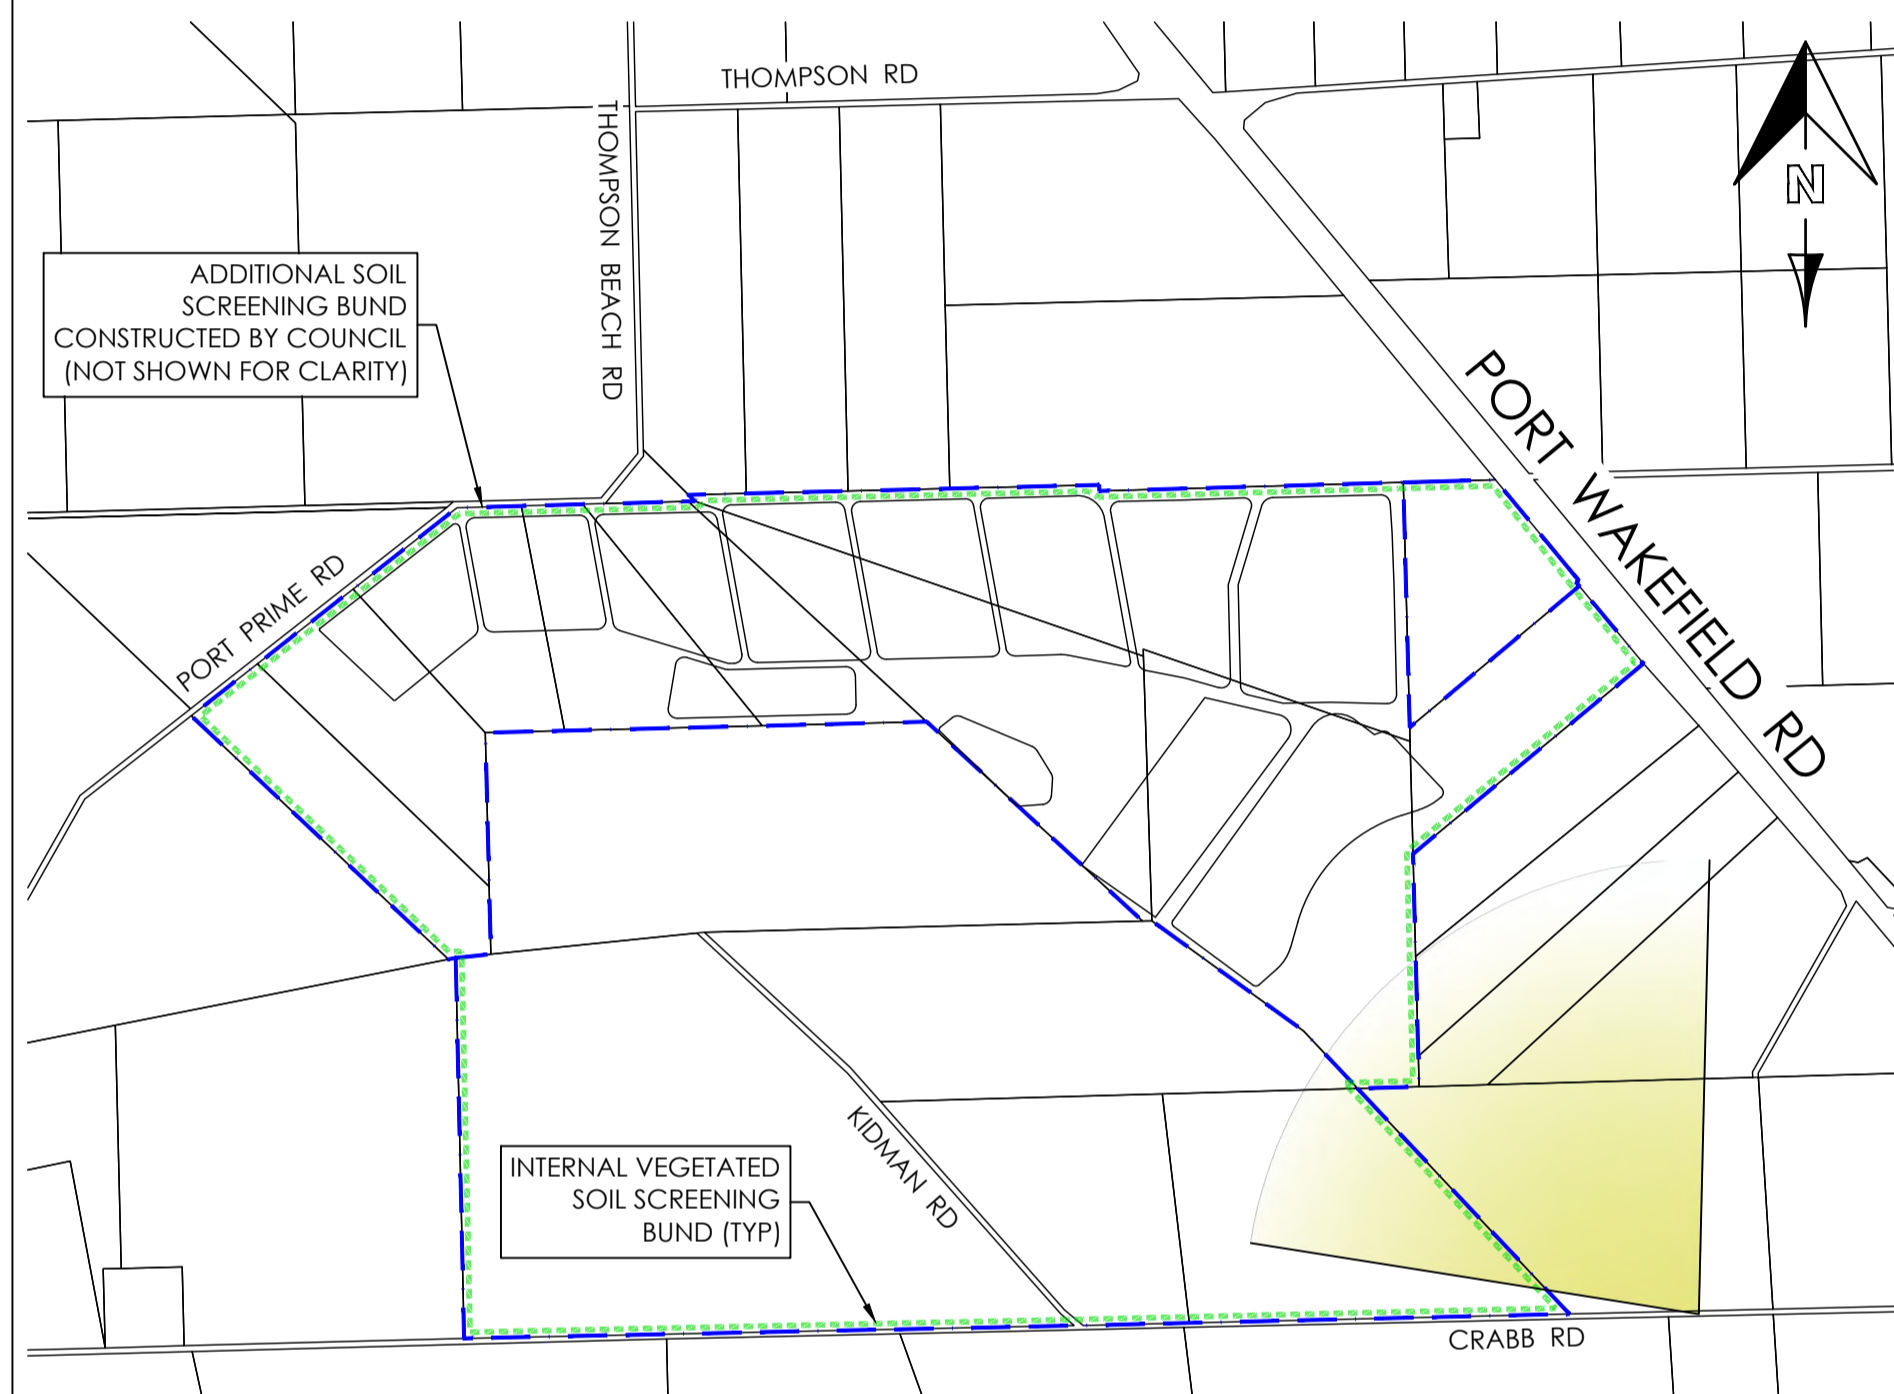 THOMPSON RD
THOMPSON BEACH RD
N
ADDITIONAL SOIL
SCREENING BUND
CONSTRUCTED BY COUNCIL
(NOT SHOWN FOR CLARITY)
PORT WAKEFIELD RD
PORT PRIME RD
KIDMAN RD
INTERNAL VEGETATED
SOIL SCREENING
BUND (TYP)
CRABB RD